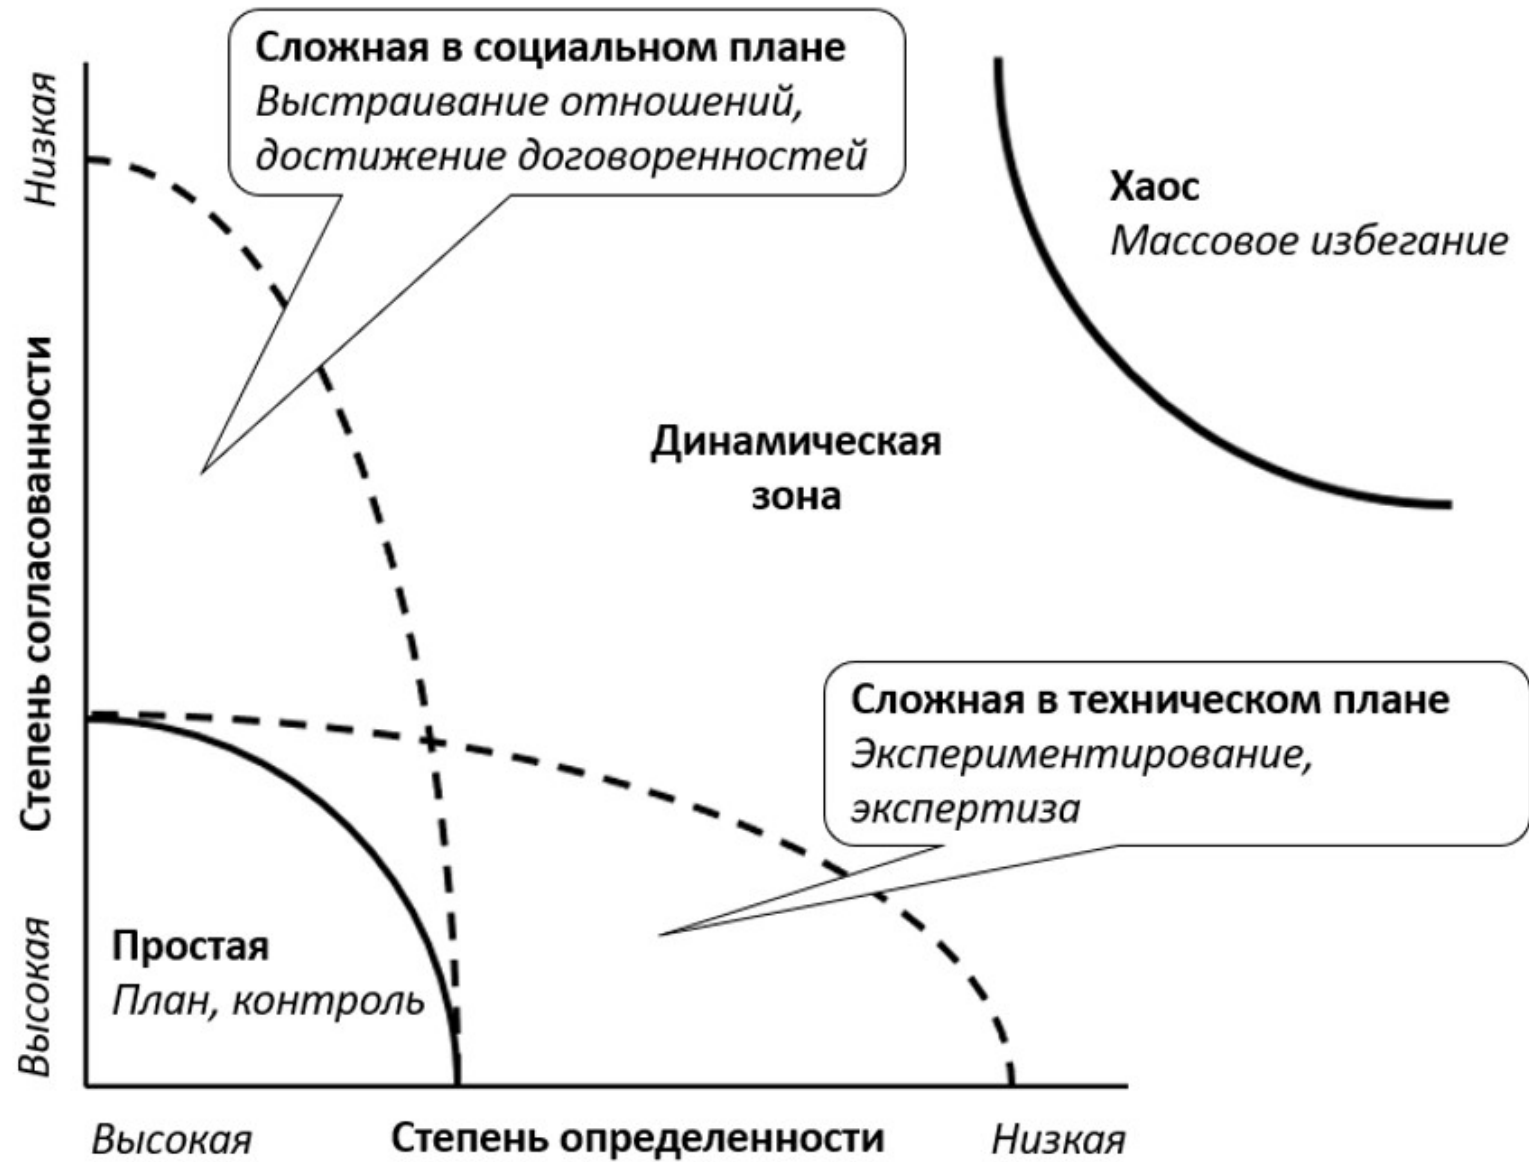 Сложная в социальном плане
Выстраивание отношений,
достижение договоренностей
Низкая
Хаос
Массовое избегание
Степень согласованности
Динамическая
зона
Сложная в техническом плане
Экспериментирование,
экспертиза
Простая
План, контроль
Высокая
Высокая
Степень определенности
Низкая